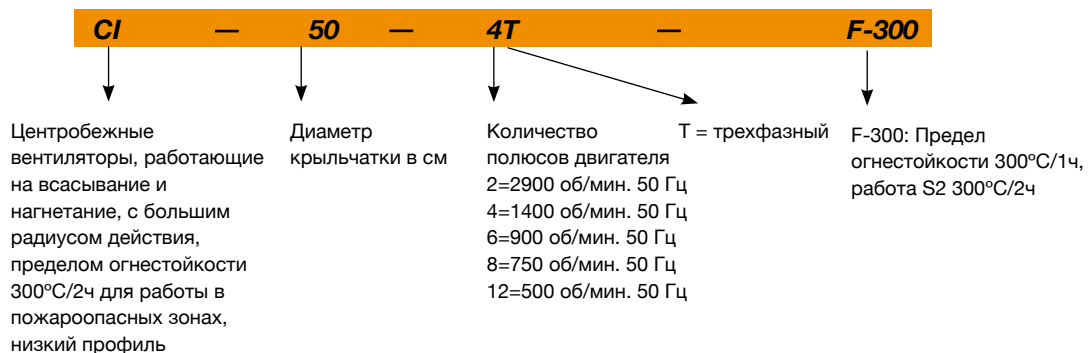 CI — 50 — 4T — F-300
Центробежные
вентиляторы, работающие
на всасывание и
нагнетание, с большим
радиусом действия,
пределом огнестойкости
300ºС/2ч для работы в
пожароопасных зонах,
низкий профиль
Диаметр
крыльчатки в см
Количество
полюсов двигателя
2=2900 об/мин. 50 Гц
4=1400 об/мин. 50 Гц
6=900 об/мин. 50 Гц
8=750 об/мин. 50 Гц
12=500 об/мин. 50 Гц
Т = трехфазный
F-300: Предел
огнестойкости 300ºС/1ч,
работа S2 300ºС/2ч